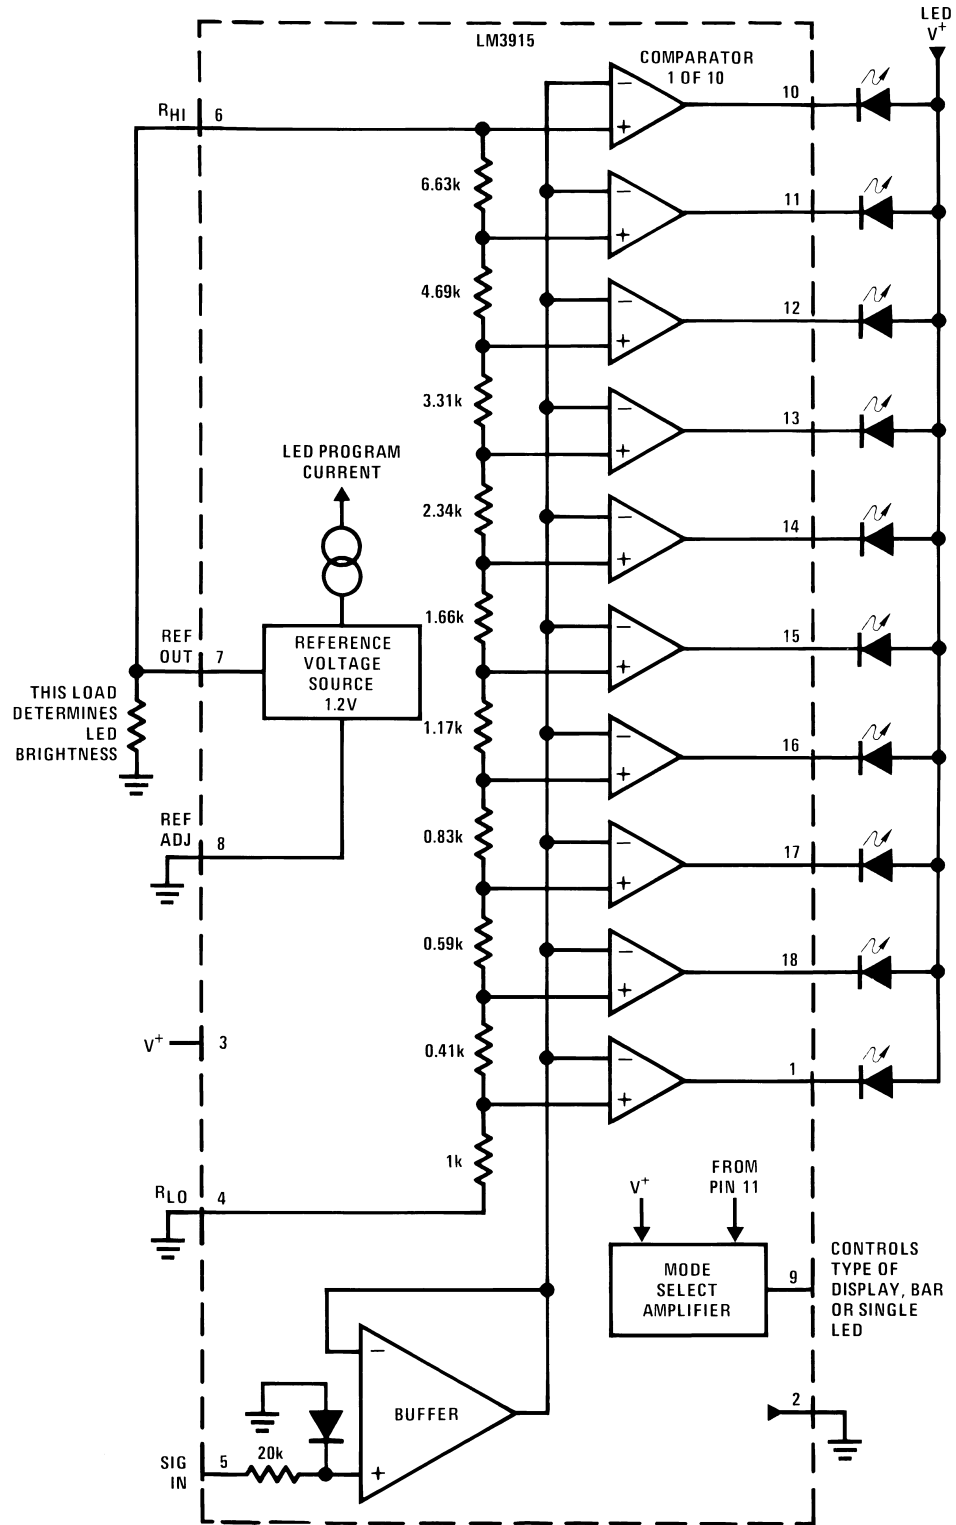 LED
V+
LM3915
COMPARATOR
1 OF 10
RHI
6
10
−
+
6.63k
11
−
+
4.69k
12
−
+
3.31k
13
−
+
LED PROGRAM
CURRENT
2.34k
14
−
+
1.66k
15
−
+
REF
OUT
7
REFERENCE
VOLTAGE
SOURCE
1.2V
THIS LOAD
DETERMINES
LED
BRIGHTNESS
1.17k
16
−
+
REF
ADJ
8
0.83k
17
−
+
0.59k
18
−
+
V+
3
0.41k
1
−
+
1k
RLO
4
V+
FROM
PIN 11
MODE
SELECT
AMPLIFIER
9
CONTROLS
TYPE OF
DISPLAY, BAR
OR SINGLE
LED
−
BUFFER
+
2
SIG
IN
5
20k